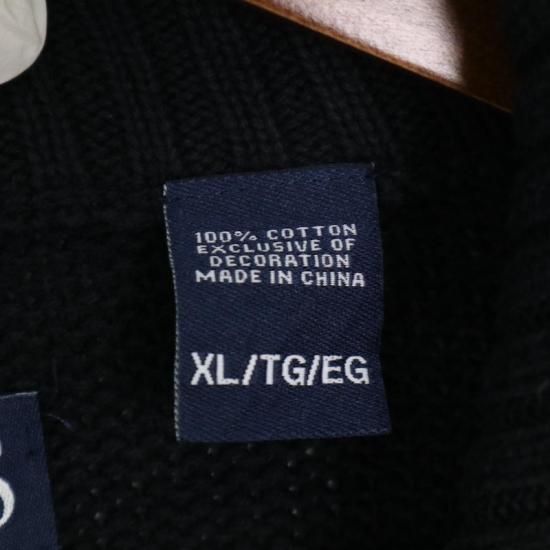 100% COTTON
EXCLUSIVE OF
DECORATION
MADE IN CHINA
XL/TG/EG
S